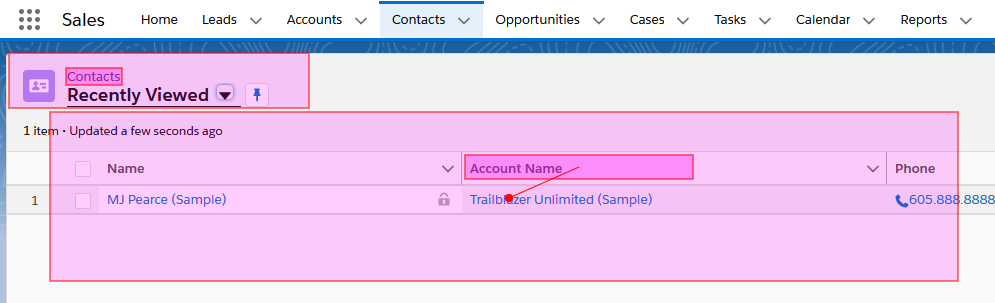 Sales Home Leads Accounts Contacts Opportunities Cases Tasks Calendar Reports
Contacts
Recently Viewed
1 item • Updated a few seconds ago
Name Account Name Phone
1 MJ Pearce (Sample) Trailblazer Unlimited (Sample) 605.888.8888